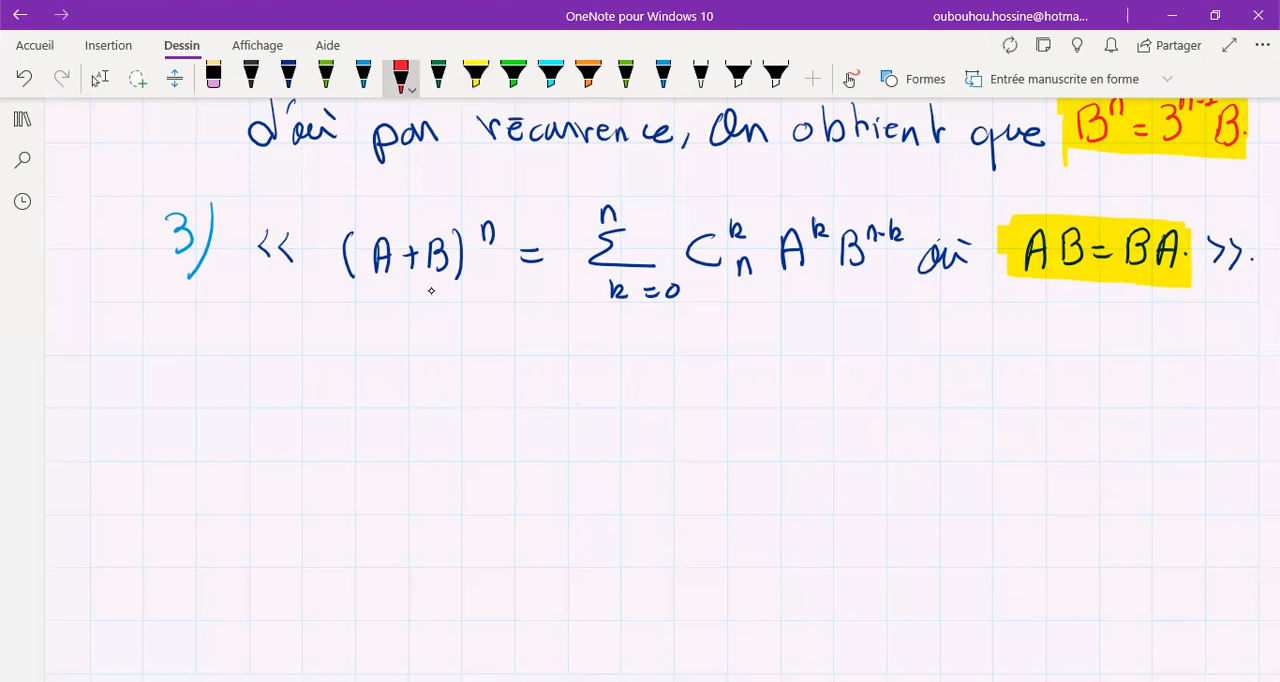 OneNote pour Windows 10
oubouhou.hossine@hotma...
Accueil Insertion Dessin Affichage Aide
Partager
Formes Entrée manuscrite en forme
d'où par récurrence, On obtient que Bⁿ = 3ⁿ⁻¹ B.
3) << (A+B)ⁿ = Σ_{k=0}^{n} C_n^k A^k B^{n-k} où AB = BA. >>.